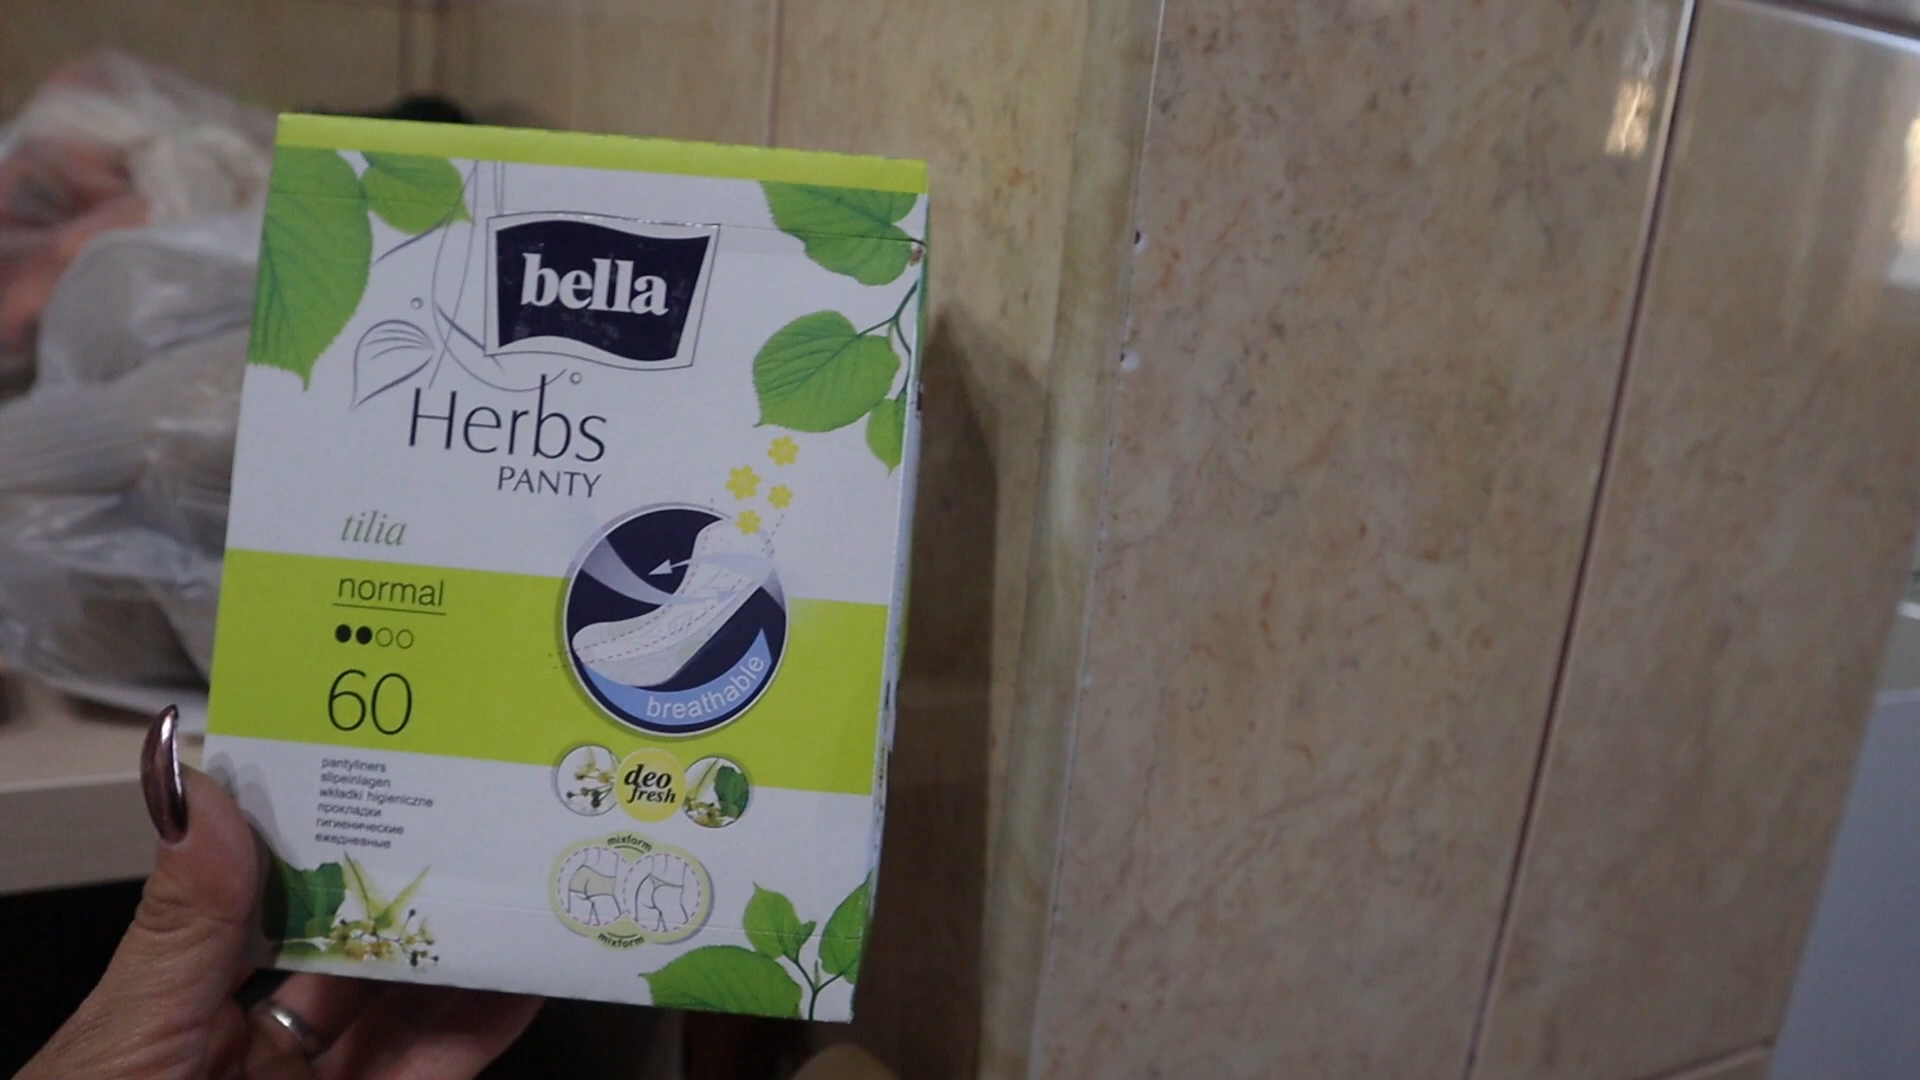 bella
Herbs
PANTY
tilia
normal
60
breathable
pantyliners
slipeinlagen
wkładki higieniczne
прокладки
гигиенические
ежедневные
deo
fresh
mixform
mixform